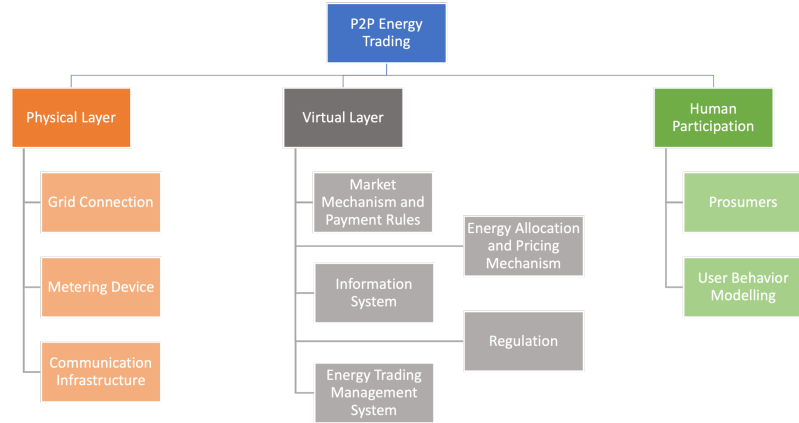 P2P Energy
Trading
Physical Layer
Virtual Layer
Human
Participation
Grid Connection
Metering Device
Communication
Infrastructure
Market
Mechanism and
Payment Rules
Energy Allocation
and Pricing
Mechanism
Information
System
Regulation
Energy Trading
Management
System
Prosumers
User Behavior
Modelling